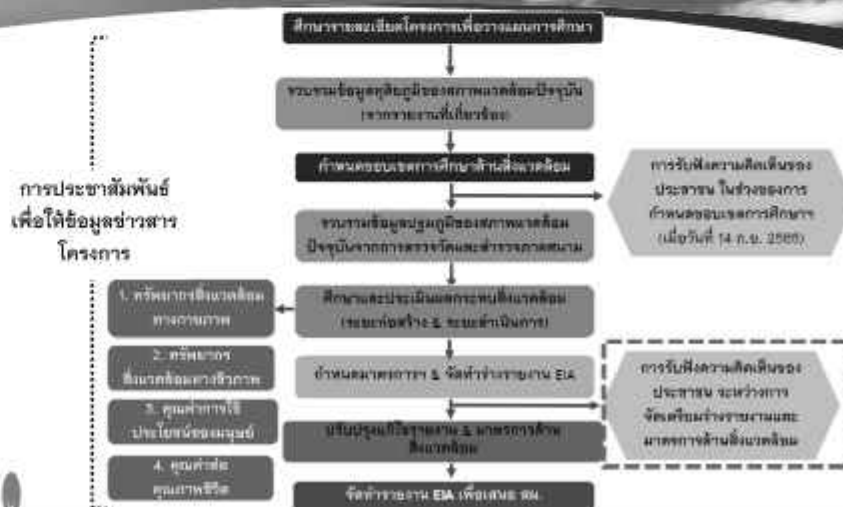 ศึกษารายละเอียดโครงการเพื่อวางแผนการศึกษา
รวบรวมข้อมูลทุติยภูมิของสภาพแวดล้อมปัจจุบัน
(จากรายงานที่เกี่ยวข้อง)
กำหนดขอบเขตการศึกษาด้านสิ่งแวดล้อม
การรับฟังความคิดเห็นของ
ประชาชน ในช่วงของการ
กำหนดขอบเขตการศึกษาฯ
(เมื่อวันที่ 14 ก.ย. 2565)
การประชาสัมพันธ์
เพื่อให้ข้อมูลข่าวสาร
โครงการ
รวบรวมข้อมูลปฐมภูมิของสภาพแวดล้อม
ปัจจุบันจากการตรวจวัดและสำรวจภาคสนาม
ศึกษาและประเมินผลกระทบสิ่งแวดล้อม
(ระยะก่อสร้าง & ระยะดำเนินการ)
1. ทรัพยากรสิ่งแวดล้อม
ทางกายภาพ
2. ทรัพยากร
สิ่งแวดล้อมทางชีวภาพ
3. คุณค่าการใช้
ประโยชน์ของมนุษย์
4. คุณค่าต่อ
คุณภาพชีวิต
กำหนดมาตรการฯ & จัดทำร่างรายงาน EIA
การรับฟังความคิดเห็นของ
ประชาชน ระหว่างการ
จัดเตรียมร่างรายงานและ
มาตรการด้านสิ่งแวดล้อม
ปรับปรุงแก้ไขรายงาน & มาตรการด้าน
สิ่งแวดล้อม
จัดทำรายงาน EIA เพื่อเสนอ สผ.